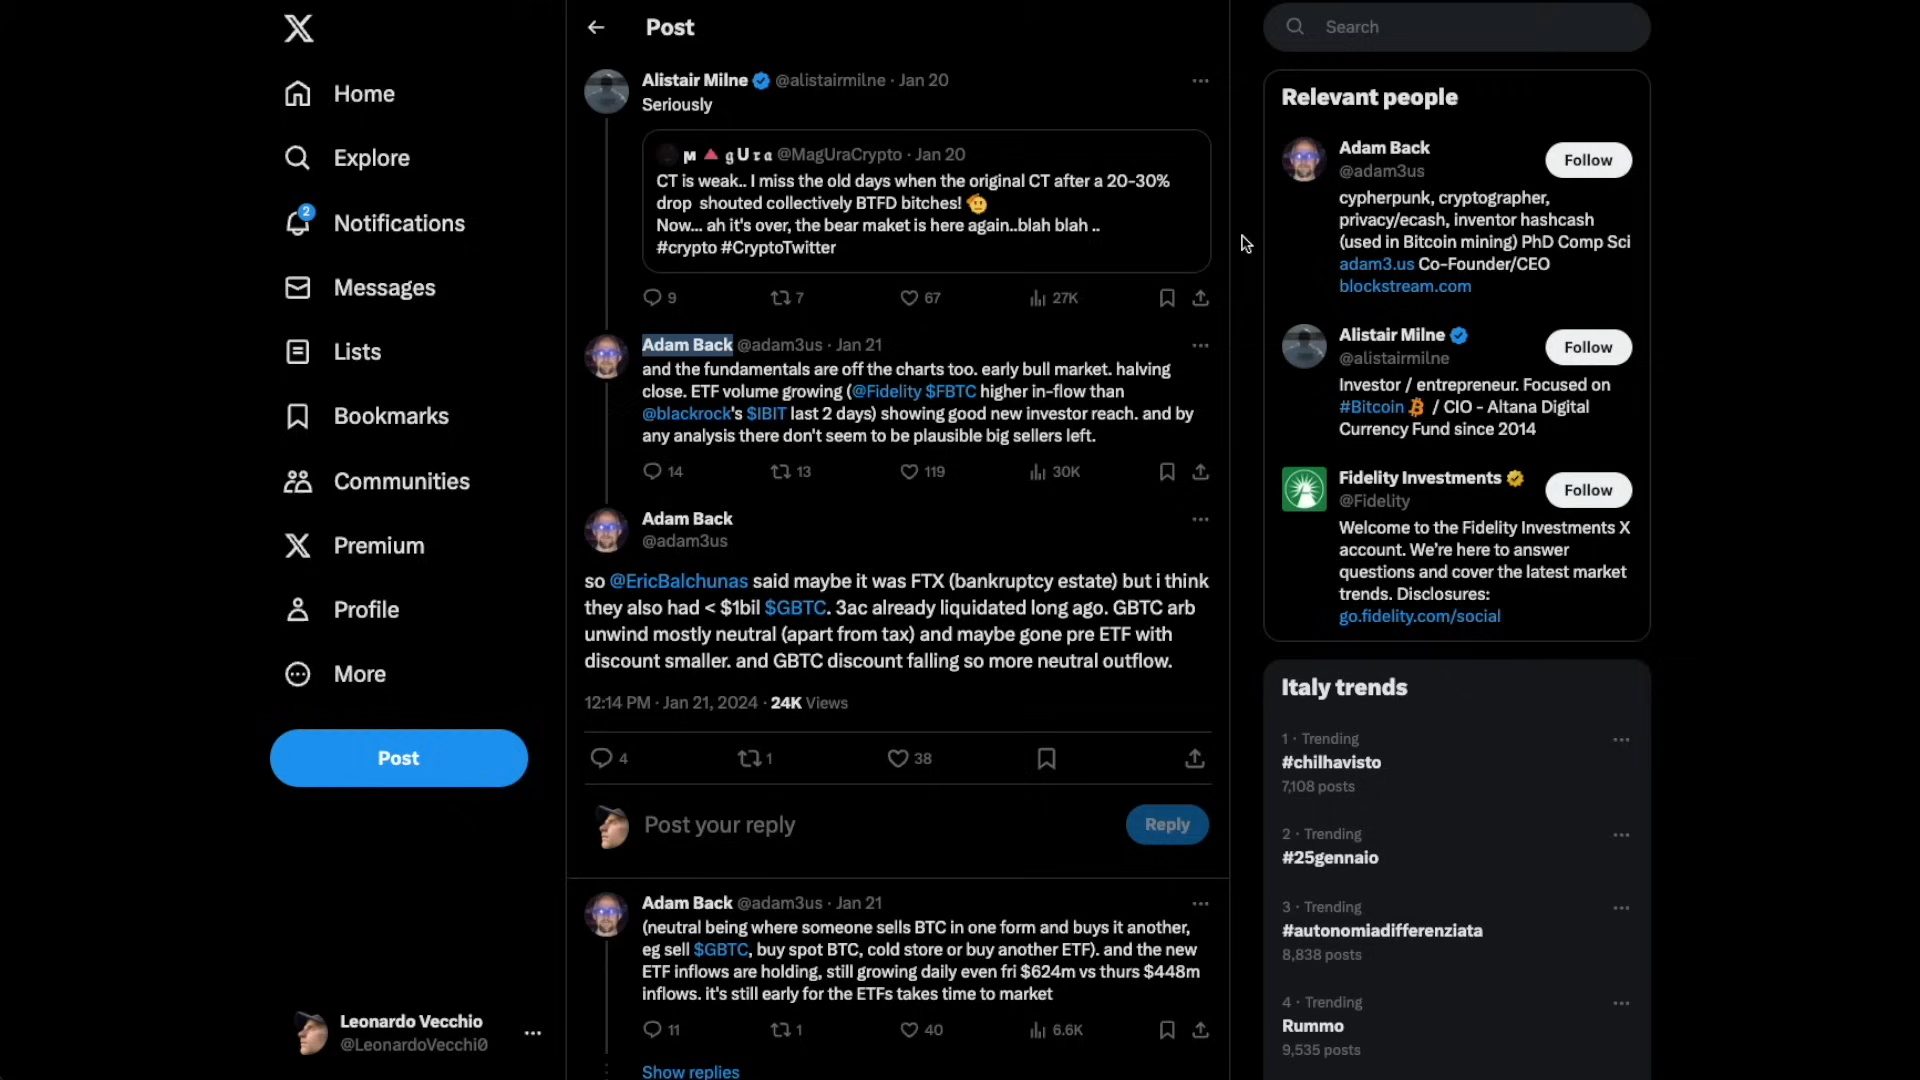 Home
Explore
2
Notifications
Messages
Lists
Bookmarks
Communities
Premium
Profile
More
Post
Leonardo Vecchio
@LeonardoVecchi0
Post
Alistair Milne @alistairmilne · Jan 20
Seriously
M🔺gUra @MagUraCrypto · Jan 20
CT is weak.. I miss the old days when the original CT after a 20-30%
drop shouted collectively BTFD bitches! 🫡
Now... ah it's over, the bear maket is here again..blah blah ..
#crypto #CryptoTwitter
9 7 67 27K
Adam Back @adam3us · Jan 21
and the fundamentals are off the charts too. early bull market. halving
close. ETF volume growing (@Fidelity $FBTC higher in-flow than
@blackrock's $IBIT last 2 days) showing good new investor reach. and by
any analysis there don't seem to be plausible big sellers left.
14 13 119 30K
Adam Back
@adam3us
so @EricBalchunas said maybe it was FTX (bankruptcy estate) but i think
they also had < $1bil $GBTC. 3ac already liquidated long ago. GBTC arb
unwind mostly neutral (apart from tax) and maybe gone pre ETF with
discount smaller. and GBTC discount falling so more neutral outflow.
12:14 PM · Jan 21, 2024 · 24K Views
4 1 38
Post your reply
Reply
Adam Back @adam3us · Jan 21
(neutral being where someone sells BTC in one form and buys it another,
eg sell $GBTC, buy spot BTC, cold store or buy another ETF). and the new
ETF inflows are holding, still growing daily even fri $624m vs thurs $448m
inflows. it's still early for the ETFs takes time to market
11 1 40 6.6K
Show replies
Search
Relevant people
Adam Back
@adam3us
Follow
cypherpunk, cryptographer,
privacy/ecash, inventor hashcash
(used in Bitcoin mining) PhD Comp Sci
adam3.us Co-Founder/CEO
blockstream.com
Alistair Milne
@alistairmilne
Follow
Investor / entrepreneur. Focused on
#Bitcoin / CIO - Altana Digital
Currency Fund since 2014
Fidelity Investments
@Fidelity
Follow
Welcome to the Fidelity Investments X
account. We're here to answer
questions and cover the latest market
trends. Disclosures:
go.fidelity.com/social
Italy trends
1 · Trending
#chilhavisto
7,108 posts
2 · Trending
#25gennaio
3 · Trending
#autonomiadifferenziata
8,838 posts
4 · Trending
Rummo
9,535 posts